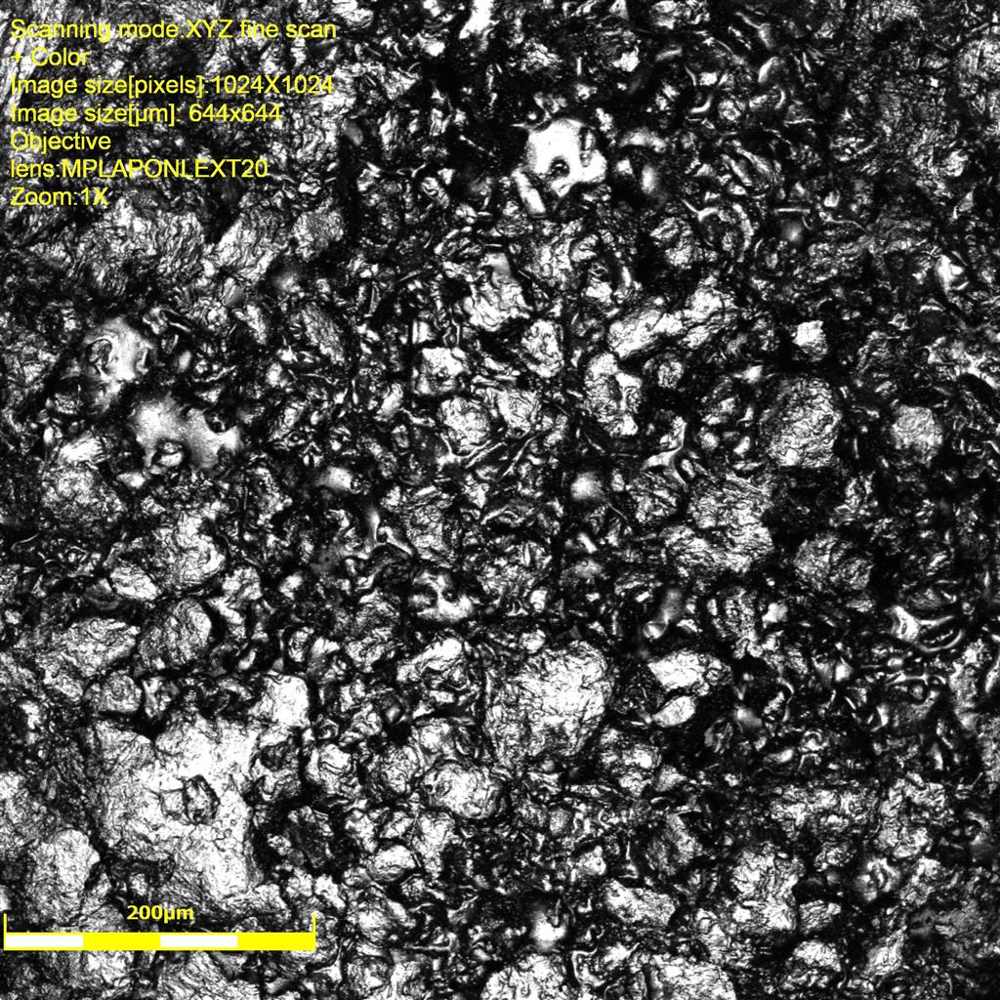 Scanning mode:XYZ fine scan
+ Color
Image size[pixels]:1024X1024
Image size[µm]: 644x644
Objective
lens:MPLAPONLEXT20
Zoom:1X
200µm